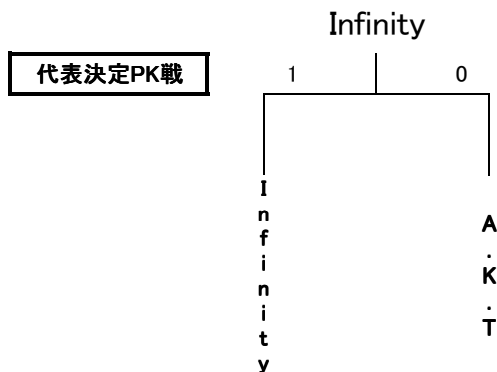 Infinity
代表決定PK戦
1 0
Infinity
A.K.T